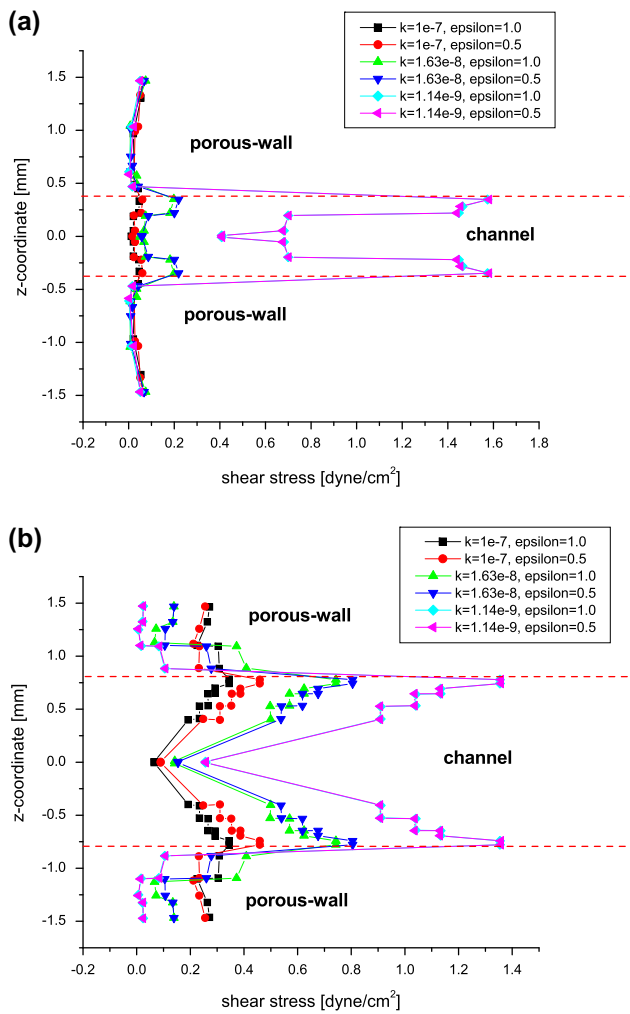 (a)
k=1e-7, epsilon=1.0
k=1e-7, epsilon=0.5
k=1.63e-8, epsilon=1.0
k=1.63e-8, epsilon=0.5
k=1.14e-9, epsilon=1.0
k=1.14e-9, epsilon=0.5
1.5
1.0
0.5
0.0
-0.5
-1.0
-1.5
z-coordinate [mm]
porous-wall
channel
porous-wall
-0.2 0.0 0.2 0.4 0.6 0.8 1.0 1.2 1.4 1.6 1.8
shear stress [dyne/cm²]
(b)
k=1e-7, epsilon=1.0
k=1e-7, epsilon=0.5
k=1.63e-8, epsilon=1.0
k=1.63e-8, epsilon=0.5
k=1.14e-9, epsilon=1.0
k=1.14e-9, epsilon=0.5
1.5
1.0
0.5
0.0
-0.5
-1.0
-1.5
z-coordinate [mm]
porous-wall
channel
porous-wall
-0.2 0.0 0.2 0.4 0.6 0.8 1.0 1.2 1.4
shear stress [dyne/cm²]